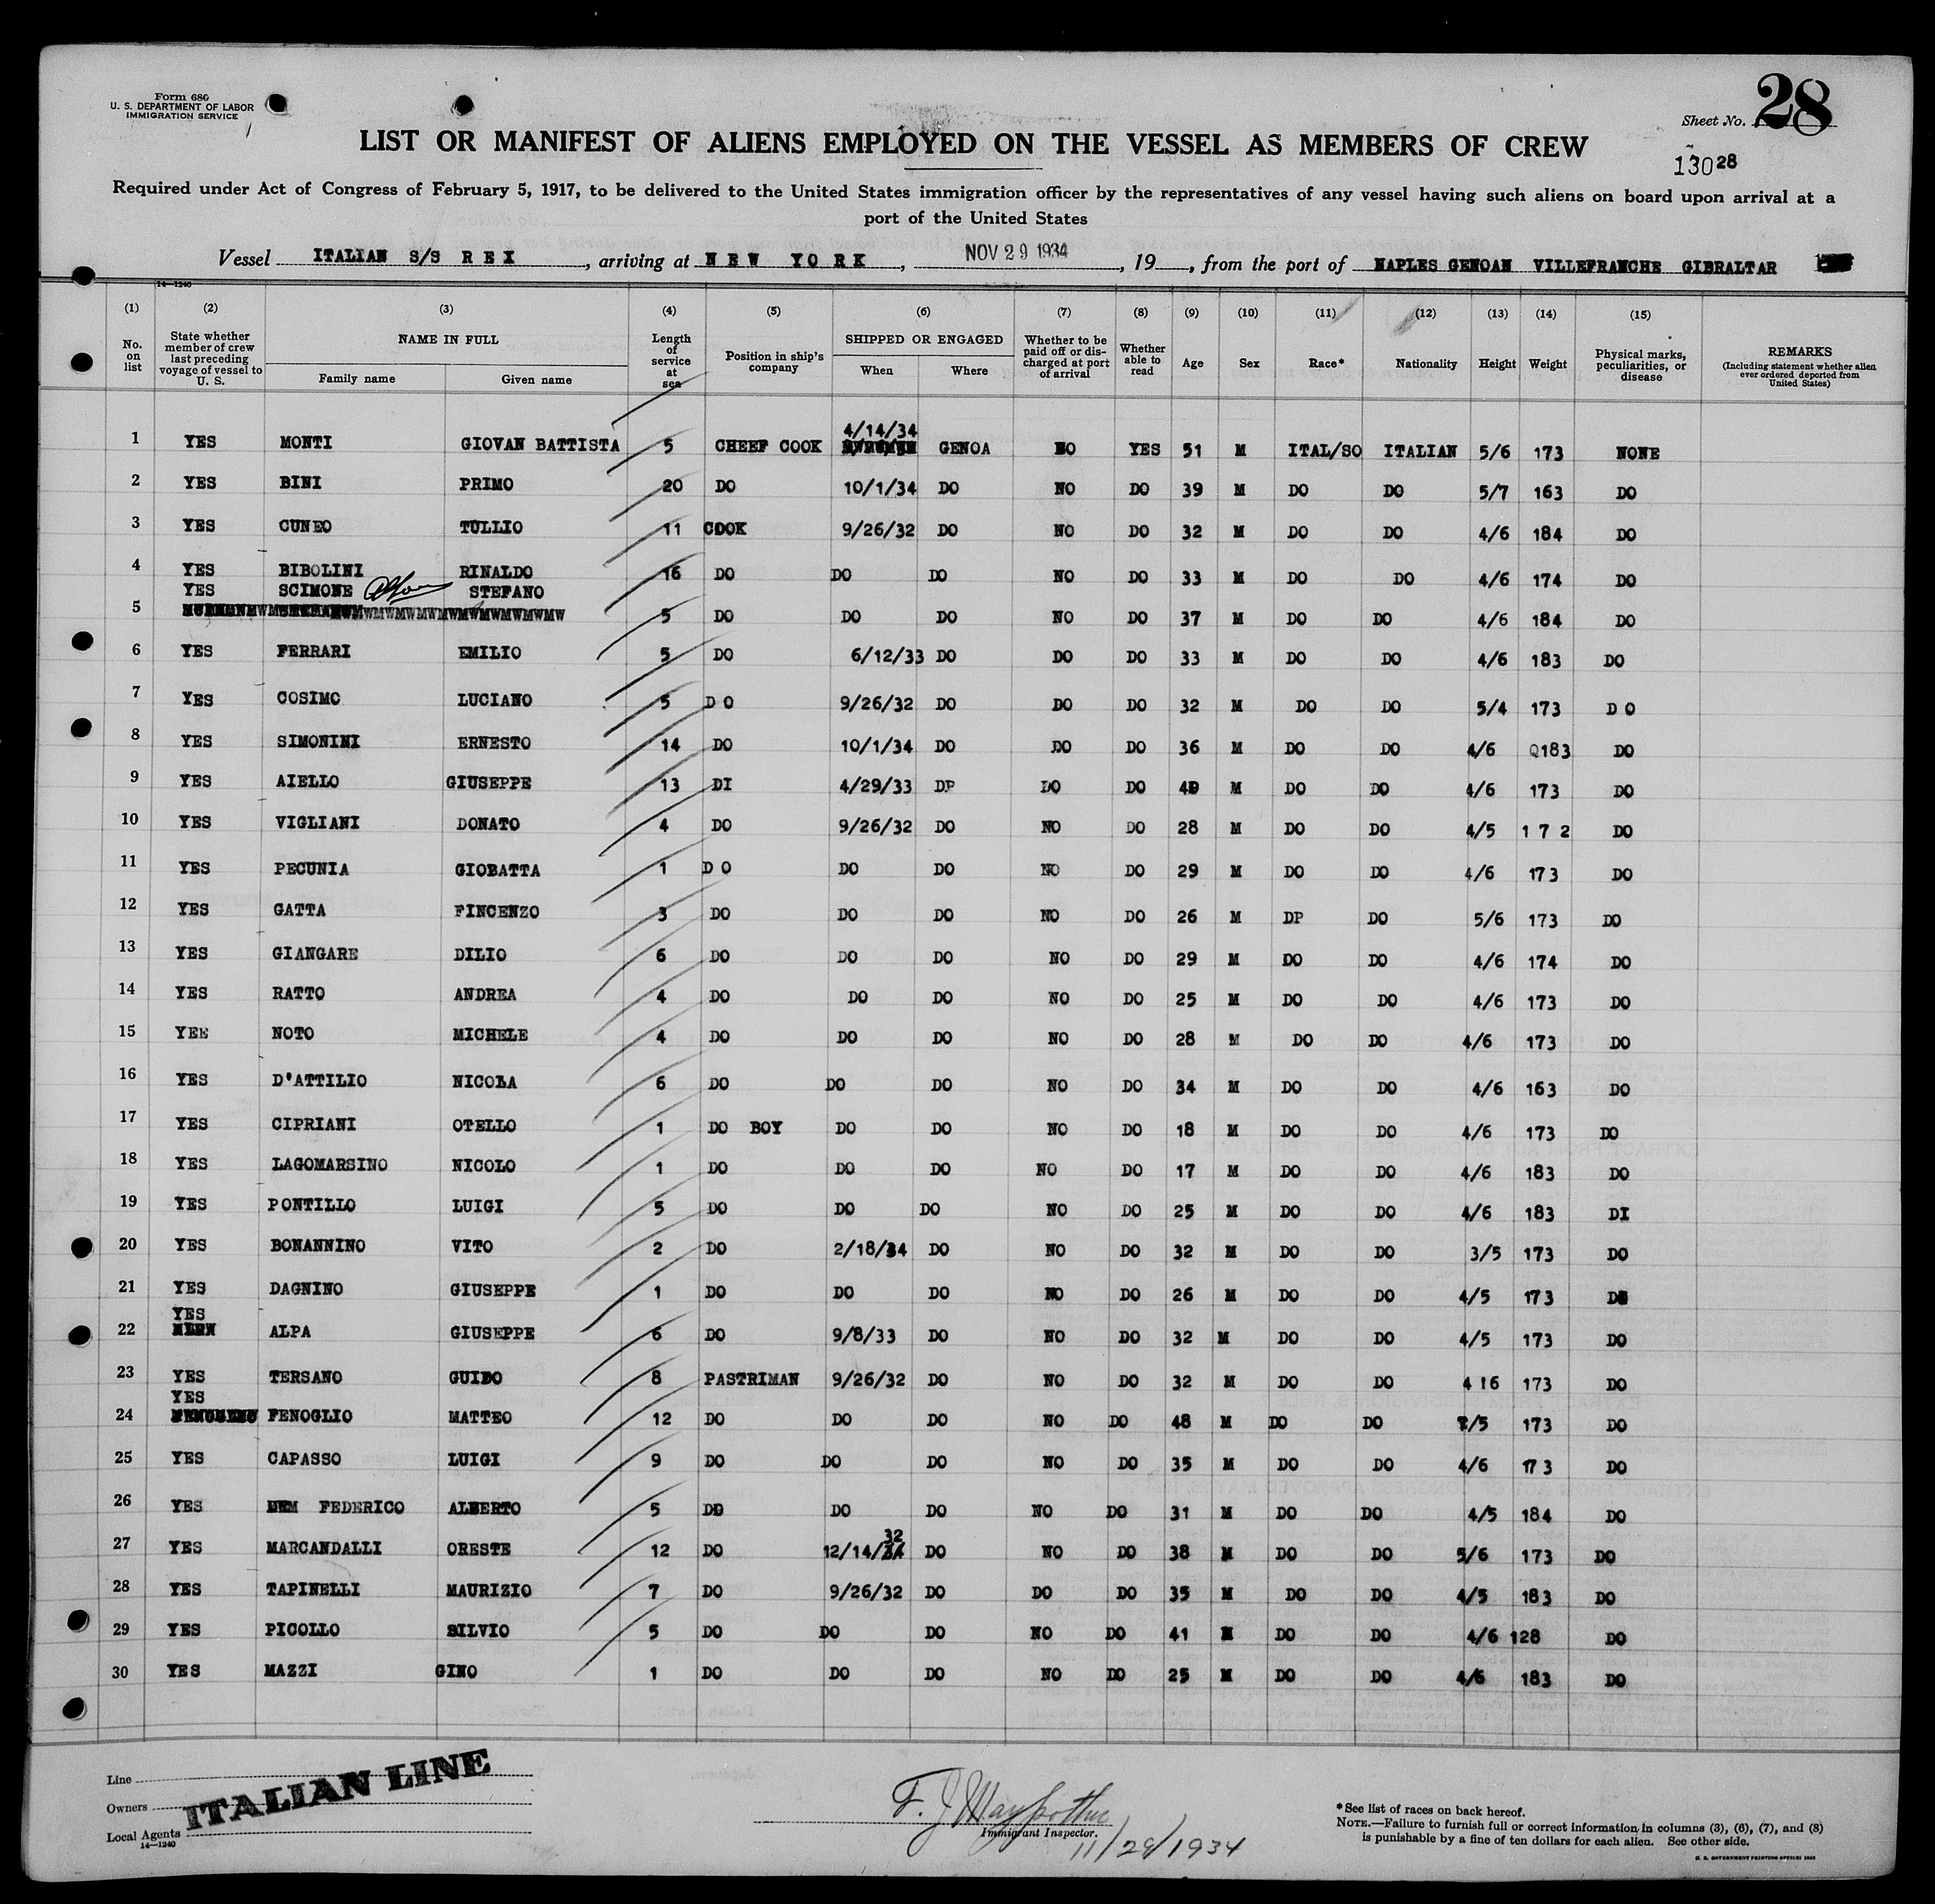 Form 680
U. S. DEPARTMENT OF LABOR
IMMIGRATION SERVICE
Sheet No. 28
LIST OR MANIFEST OF ALIENS EMPLOYED ON THE VESSEL AS MEMBERS OF CREW
130 28
Required under Act of Congress of February 5, 1917, to be delivered to the United States immigration officer by the representatives of any vessel having such aliens on board upon arrival at a
port of the United States
Vessel ITALIAN S/S REX, arriving at NEW YORK, NOV 29 1934, 19, from the port of NAPLES GENOAN VILLEFRANCHE GIBRALTAR
14—1240
(1) (2) (3) (4) (5) (6) (7) (8) (9) (10) (11) (12) (13) (14) (15)
No. on list State whether member of crew last preceding voyage of vessel to U. S. NAME IN FULL Family name Given name Length of service at sea Position in ship's company SHIPPED OR ENGAGED When Where Whether to be paid off or discharged at port of arrival Whether able to read Age Sex Race* Nationality Height Weight Physical marks, peculiarities, or disease REMARKS (Including statement whether alien ever ordered deported from United States)
1 YES MONTI GIOVAN BATTISTA 5 CHEEF COOK 4/14/34 GENOA NO YES 51 M ITAL/SO ITALIAN 5/6 173 NONE
2 YES BINI PRIMO 20 DO 10/1/34 DO NO DO 39 M DO DO 5/7 163 DO
3 YES CUNEO TULLIO 11 COOK 9/26/32 DO NO DO 32 M DO DO 4/6 184 DO
4 YES BIBOLINI RINALDO 16 DO DO DO NO DO 33 M DO DO 4/6 174 DO
5 YES SCIMONE STEFANO 5 DO DO DO NO DO 37 M DO DO 4/6 184 DO
6 YES FERRARI EMILIO 5 DO 6/12/33 DO DO DO 33 M DO DO 4/6 183 DO
7 YES COSIMO LUCIANO 5 D O 9/26/32 DO DO DO 32 M DO DO 5/4 173 D O
8 YES SIMONINI ERNESTO 14 DO 10/1/34 DO DO DO 36 M DO DO 4/6 183 DO
9 YES AIELLO GIUSEPPE 13 DI 4/29/33 DP DO DO M DO DO 4/6 173 DO
10 YES VIGLIANI DONATO 4 DO 9/26/32 DO NO DO 28 M DO DO 4/5 1 7 2 DO
11 YES PECUNIA GIOBATTA 1 D O DO DO NO DO 29 M DO DO 4/6 173 DO
12 YES GATTA FINCENZO 3 DO DO DO NO DO 26 M DP DO 5/6 173 DO
13 YES GIANGARE DILIO 6 DO DO DO NO DO 29 M DO DO 4/6 174 DO
14 YES RATTO ANDREA 4 DO DO DO NO DO 25 M DO DO 4/6 173 DO
15 YEE NOTO MICHELE 4 DO DO DO NO DO 28 M DO DO 4/6 173 DO
16 YES D'ATTILIO NICOLA 6 DO DO DO NO DO 34 M DO DO 4/6 163 DO
17 YES CIPRIANI OTELLO 1 DO BOY DO DO NO DO 18 M DO DO 4/6 173 DO
18 YES LAGOMARSINO NICOLO 1 DO DO DO NO DO 17 M DO DO 4/6 183 DO
19 YES PONTILLO LUIGI 5 DO DO DO NO DO 25 M DO DO 4/6 183 DI
20 YES BONANNINO VITO 2 DO 2/18/34 DO NO DO 32 M DO DO 3/5 173 DO
21 YES DAGNINO GIUSEPPE 1 DO DO DO NO DO 26 M DO DO 4/5 173 DO
22 YES ALPA GIUSEPPE 6 DO 9/8/33 DO NO DO 32 M DO DO 4/5 173 DO
23 YES TERSANO GUIDO 8 PASTRIMAN 9/26/32 DO NO DO 32 M DO DO 4 16 173 DO
24 YES FENOGLIO MATTEO 12 DO DO DO NO DO 48 M DO DO 173 DO
25 YES CAPASSO LUIGI 9 DO DO DO NO DO 35 M DO DO 4/6 173 DO
26 YES FEDERICO ALBERTO 5 DO DO DO NO DO 31 M DO DO 4/5 184 DO
27 YES MARCANDALLI ORESTE 12 DO 12/14/32 DO NO DO 38 M DO DO 5/6 173 DO
28 YES TAPINELLI MAURIZIO 7 DO 9/26/32 DO DO DO 35 M DO DO 4/5 183 DO
29 YES PICOLLO SILVIO 5 DO DO DO NO DO 41 M DO DO 4/6 128 DO
30 YES MAZZI GINO 1 DO DO DO NO DO 25 M DO DO 4/6 183 DO
Line
Owners
Local Agents
14—1240
ITALIAN LINE
Immigrant Inspector.
11/29/1934
*See list of races on back hereof.
NOTE.—Failure to furnish full or correct information in columns (3), (6), (7), and (8)
is punishable by a fine of ten dollars for each alien. See other side.